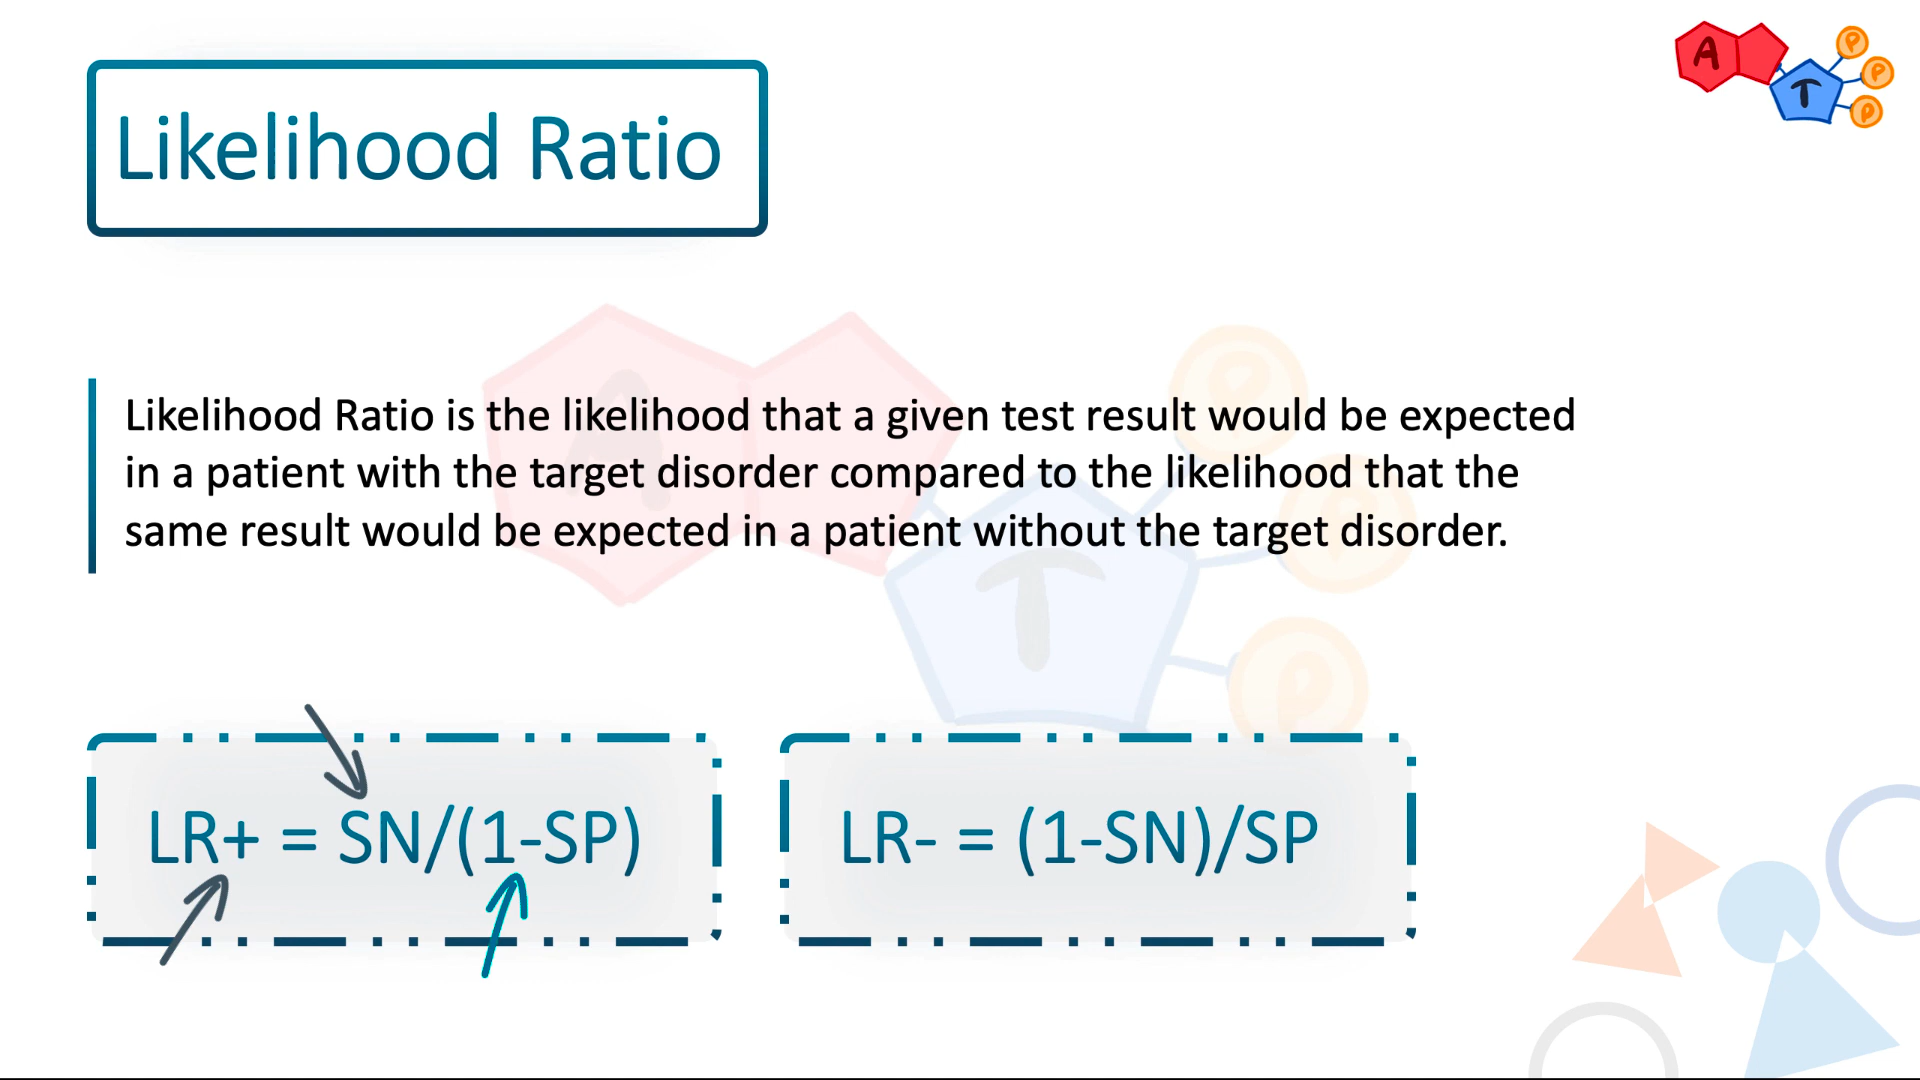 Likelihood Ratio
A
T
P
P
P
Likelihood Ratio is the likelihood that a given test result would be expected
in a patient with the target disorder compared to the likelihood that the
same result would be expected in a patient without the target disorder.
A
T
P
P
P
LR+ = SN/(1-SP)
LR- = (1-SN)/SP